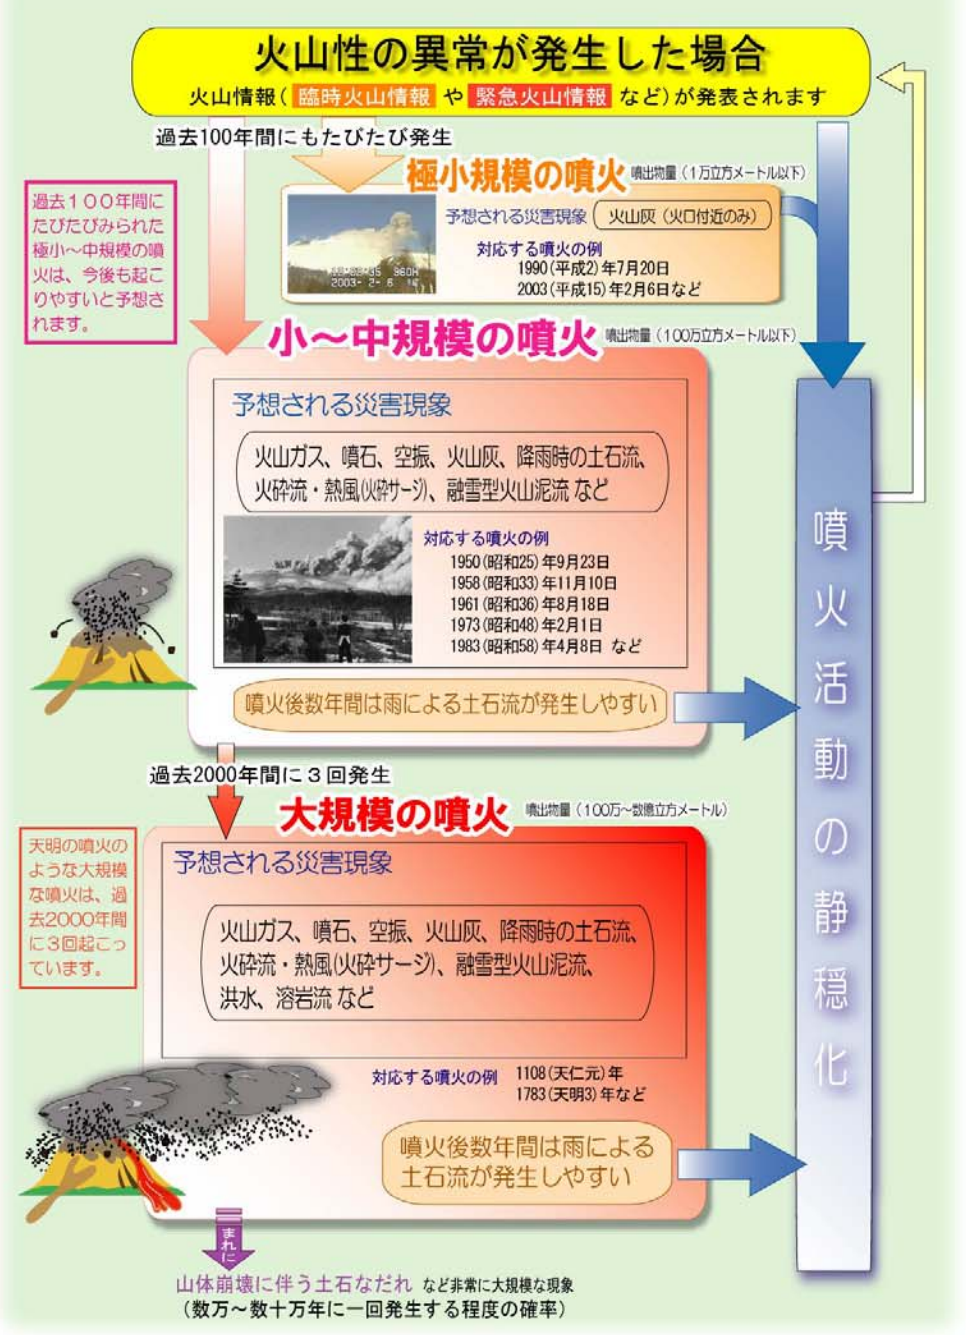 火山性の異常が発生した場合
火山情報( 臨時火山情報 や 緊急火山情報 など)が発表されます
過去100年間にもたびたび発生
極小規模の噴火 噴出物量(1万立方メートル以下)
過去100年間に
たびたびみられた
極小～中規模の噴
火は、今後も起こ
りやすいと予想さ
れます。
予想される災害現象 火山灰(火口付近のみ)
対応する噴火の例
1990(平成2)年7月20日
2003(平成15)年2月6日など
2003- 2- 6
小～中規模の噴火 噴出物量(100万立方メートル以下)
予想される災害現象
火山ガス、噴石、空振、火山灰、降雨時の土石流、
火砕流・熱風(火砕サージ)、融雪型火山泥流 など
対応する噴火の例
1950(昭和25)年9月23日
1958(昭和33)年11月10日
1961(昭和36)年8月18日
1973(昭和48)年2月1日
1983(昭和58)年4月8日 など
噴火後数年間は雨による土石流が発生しやすい
噴火活動の静穏化
過去2000年間に3回発生
大規模の噴火 噴出物量(100万～数億立方メートル)
天明の噴火の
ような大規模
な噴火は、過
去2000年間
に3回起こっ
ています。
予想される災害現象
火山ガス、噴石、空振、火山灰、降雨時の土石流、
火砕流・熱風(火砕サージ)、融雪型火山泥流、
洪水、溶岩流 など
対応する噴火の例 1108(天仁元)年
1783(天明3)年など
噴火後数年間は雨による
土石流が発生しやすい
まれに
山体崩壊に伴う土石なだれ など非常に大規模な現象
(数万～数十万年に一回発生する程度の確率)